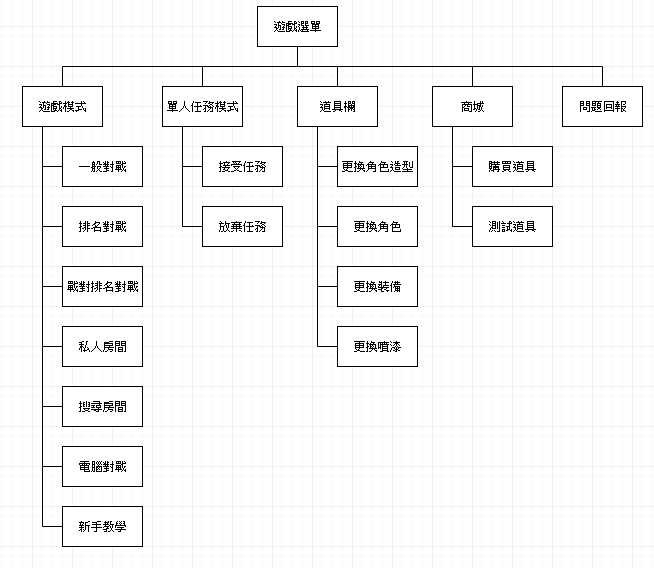 遊戲選單
遊戲模式
單人任務模式
道具欄
商城
問題回報
一般對戰
接受任務
更換角色造型
購買道具
排名對戰
放棄任務
更換角色
測試道具
戰對排名對戰
更換裝備
私人房間
更換噴漆
搜尋房間
電腦對戰
新手教學